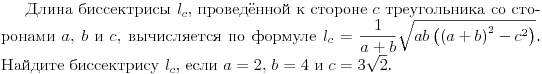 Длина биссектрисы $l_c$, проведённой к стороне $c$ треугольника со сто-
ронами $a$, $b$ и $c$, вычисляется по формуле $l_c = \dfrac{1}{a+b}\sqrt{ab\left((a+b)^2 - c^2\right)}$.
Найдите биссектрису $l_c$, если $a = 2$, $b = 4$ и $c = 3\sqrt{2}$.